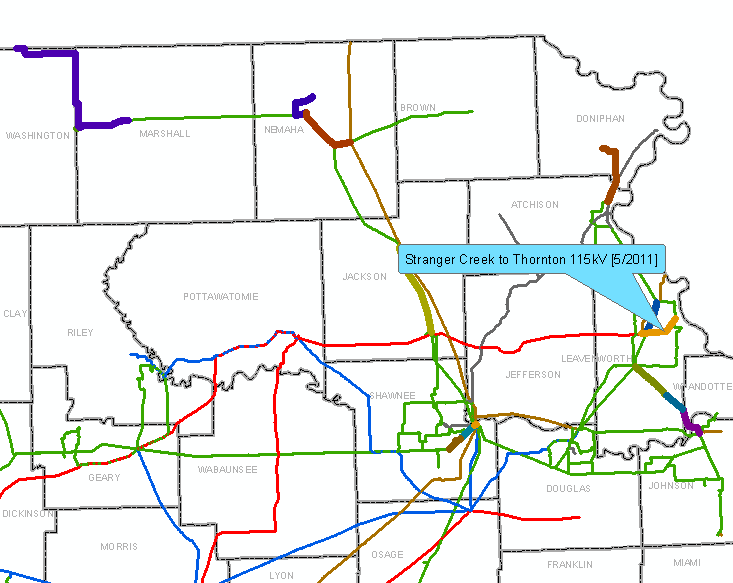 BROWN
DONIPHAN
NEMAHA
WASHINGTON
MARSHALL
ATCHISON
Stranger Creek to Thornton 115kV [5/2011]
JACKSON
POTTAWATOMIE
CLAY
RILEY
LEAVENWORTH
JEFFERSON
WYANDOTTE
SHAWNEE
WABAUNSEE
GEARY
DOUGLAS
JOHNSON
DICKINSON
MORRIS
OSAGE
FRANKLIN
MIAMI
LYON